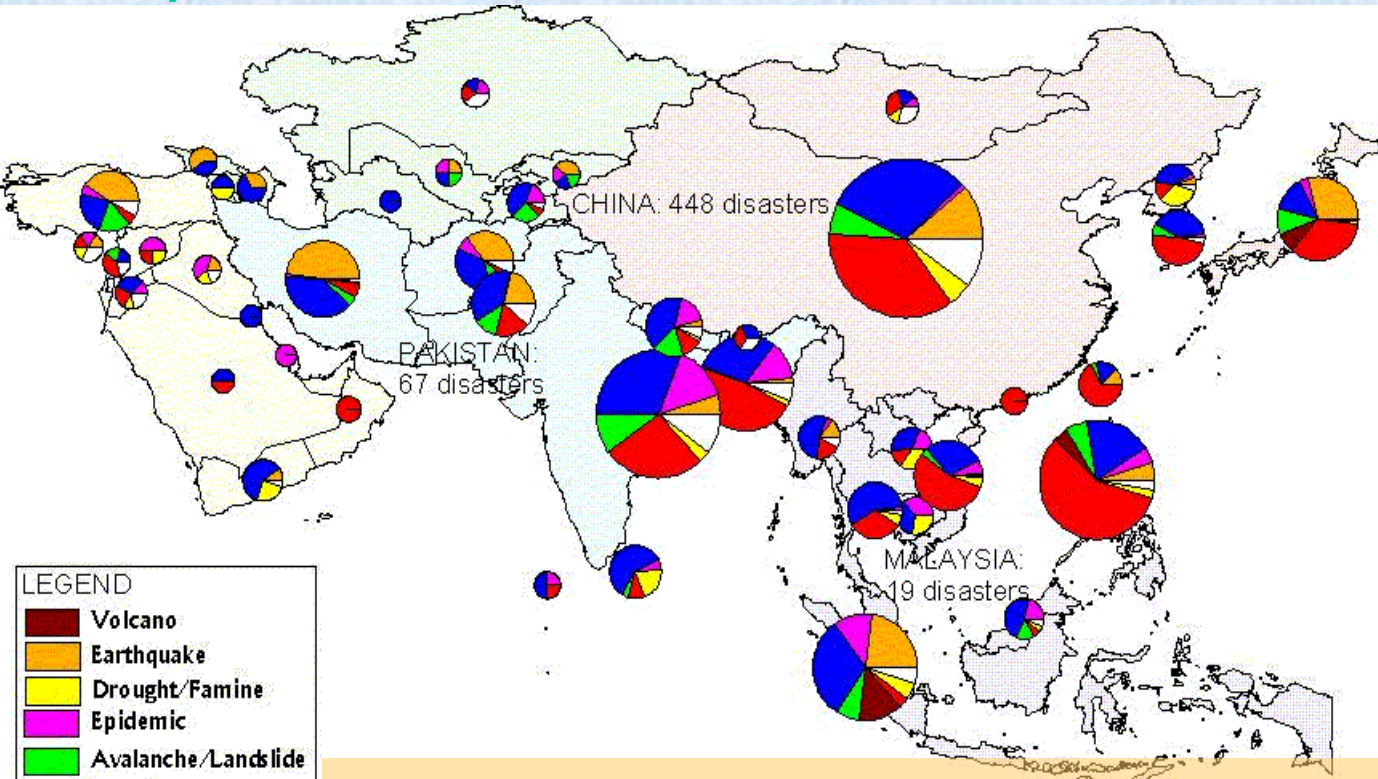 CHINA: 448 disasters
PAKISTAN:
67 disasters
MALAYSIA:
19 disasters
LEGEND
Volcano
Earthquake
Drought/Famine
Epidemic
Avalanche/Landslide